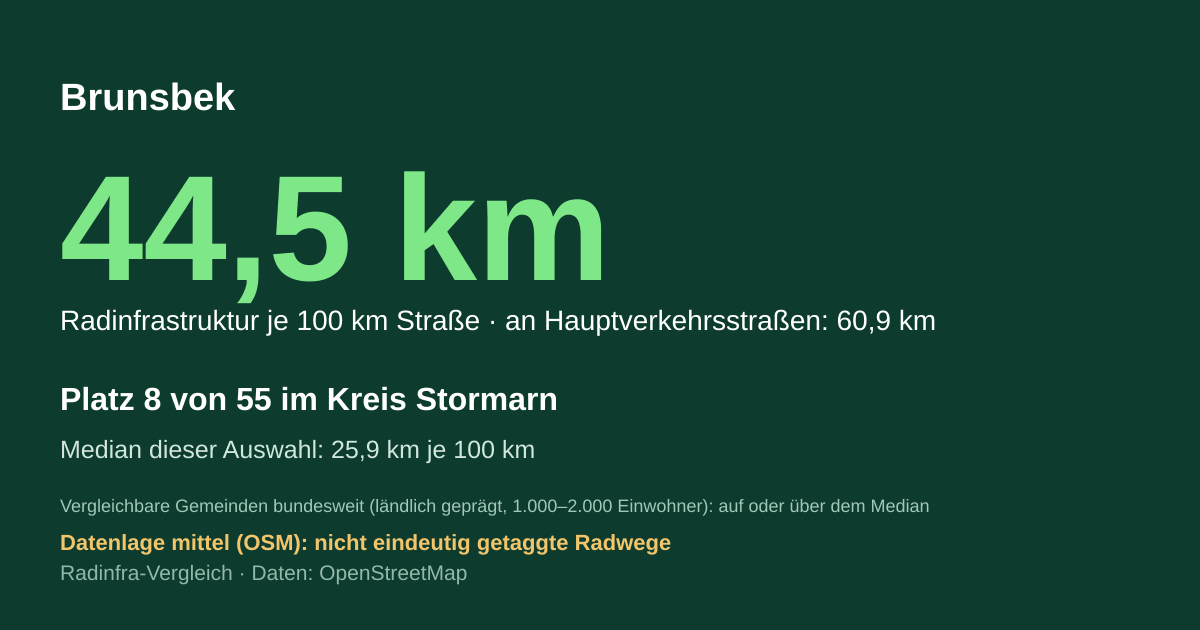 Brunsbek
44,5 km
Radinfrastruktur je 100 km Straße · an Hauptverkehrsstraßen: 60,9 km
Platz 8 von 55 im Kreis Stormarn
Median dieser Auswahl: 25,9 km je 100 km
Vergleichbare Gemeinden bundesweit (ländlich geprägt, 1.000–2.000 Einwohner): auf oder über dem Median
Datenlage mittel (OSM): nicht eindeutig getaggte Radwege
Radinfra-Vergleich · Daten: OpenStreetMap